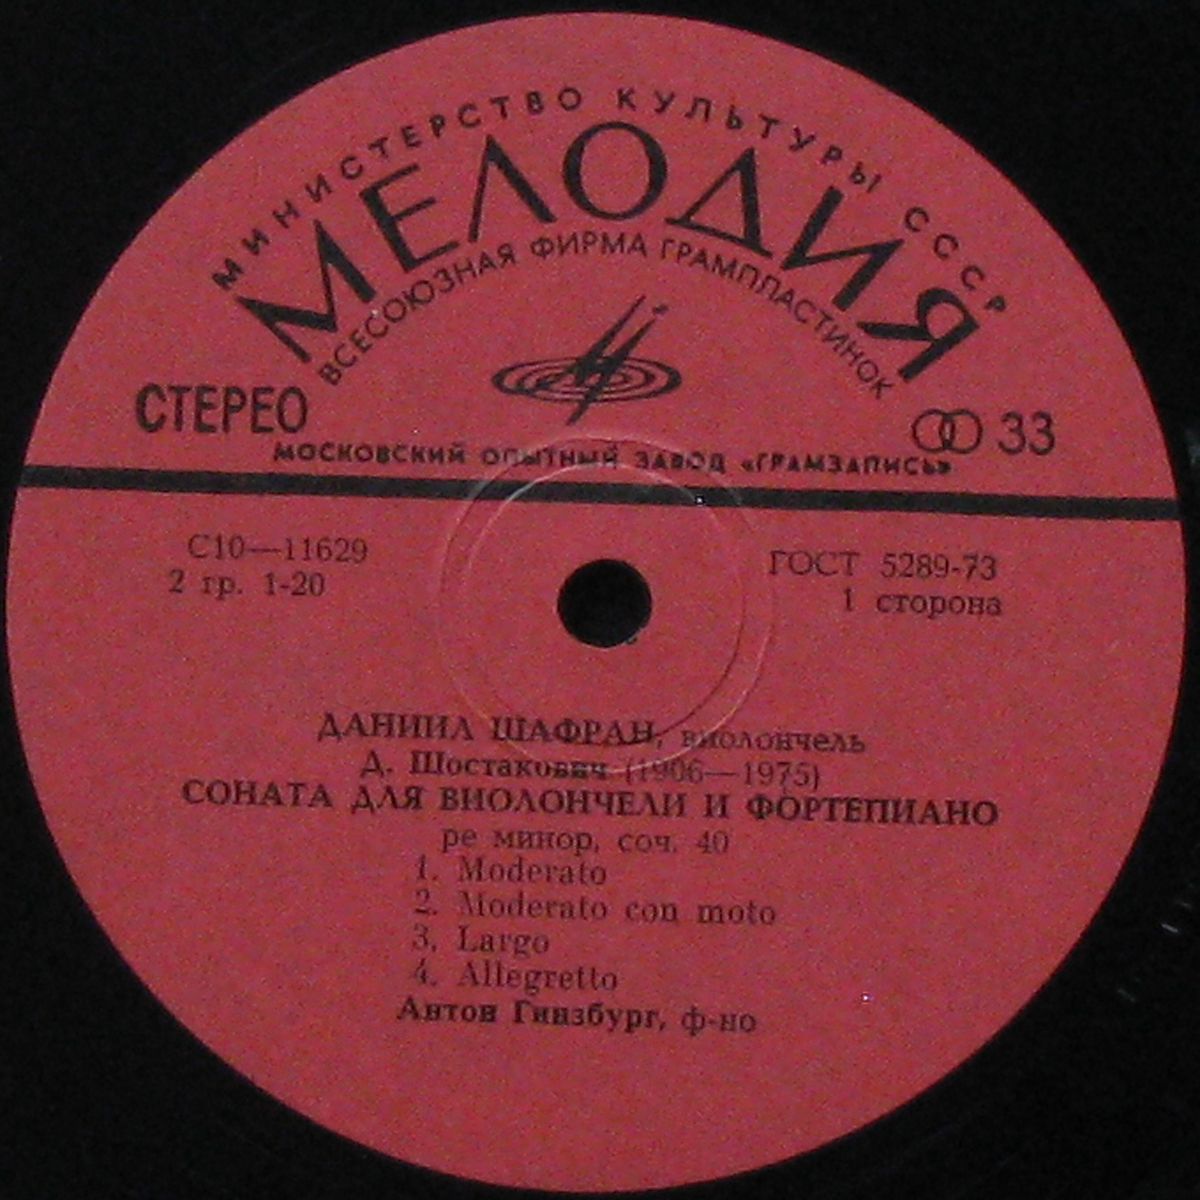 МИНИСТЕРСТВО КУЛЬТУРЫ СССР
МЕЛОДИЯ
ВСЕСОЮЗНАЯ ФИРМА ГРАМПЛАСТИНОК
СТЕРЕО
33
МОСКОВСКИЙ ОПЫТНЫЙ ЗАВОД «ГРАМЗАПИСЬ»
С10—11629
ГОСТ 5289-73
2 гр. 1-20
1 сторона
ДАНИИЛ ШАФРАН, виолончель
Д. Шостакович (1906—1975)
СОНАТА ДЛЯ ВИОЛОНЧЕЛИ И ФОРТЕПИАНО
ре минор, соч. 40
1. Moderato
2. Moderato con moto
3. Largo
4. Allegretto
Антон Гинзбург, ф-но